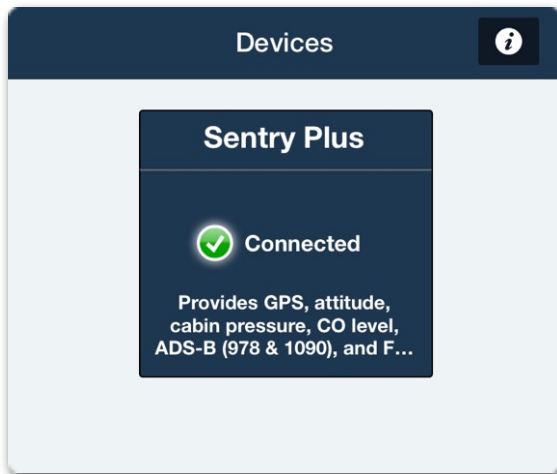 Devices
Sentry Plus
Connected
Provides GPS, attitude,
cabin pressure, CO level,
ADS-B (978 & 1090), and F...